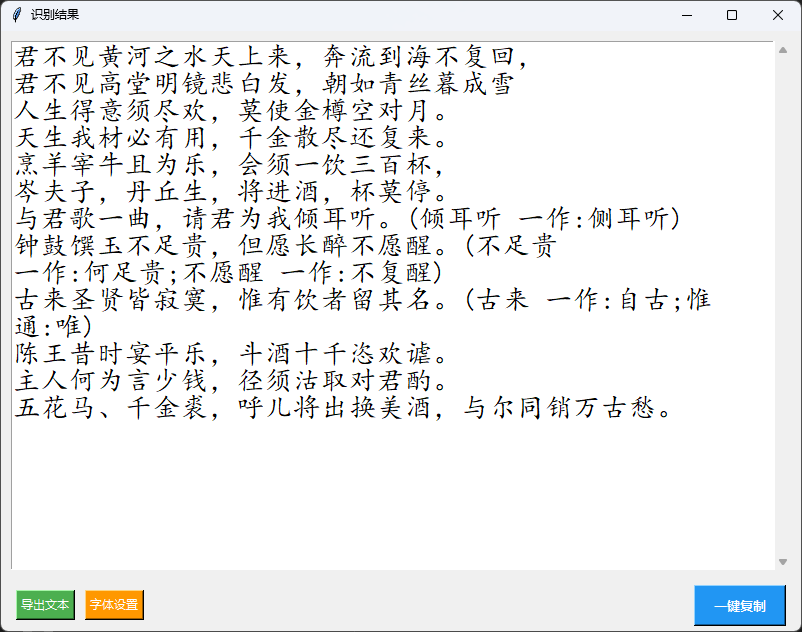 识别结果
君不见黄河之水天上来，奔流到海不复回，
君不见高堂明镜悲白发，朝如青丝暮成雪
人生得意须尽欢，莫使金樽空对月。
天生我材必有用，千金散尽还复来。
烹羊宰牛且为乐，会须一饮三百杯，
岑夫子，丹丘生，将进酒，杯莫停。
与君歌一曲，请君为我倾耳听。(倾耳听 一作:侧耳听)
钟鼓馔玉不足贵，但愿长醉不愿醒。(不足贵
一作:何足贵;不愿醒 一作:不复醒)
古来圣贤皆寂寞，惟有饮者留其名。(古来 一作:自古;惟
通:唯)
陈王昔时宴平乐，斗酒十千恣欢谑。
主人何为言少钱，径须沽取对君酌。
五花马、千金裘，呼儿将出换美酒，与尔同销万古愁。
导出文本 字体设置 一键复制